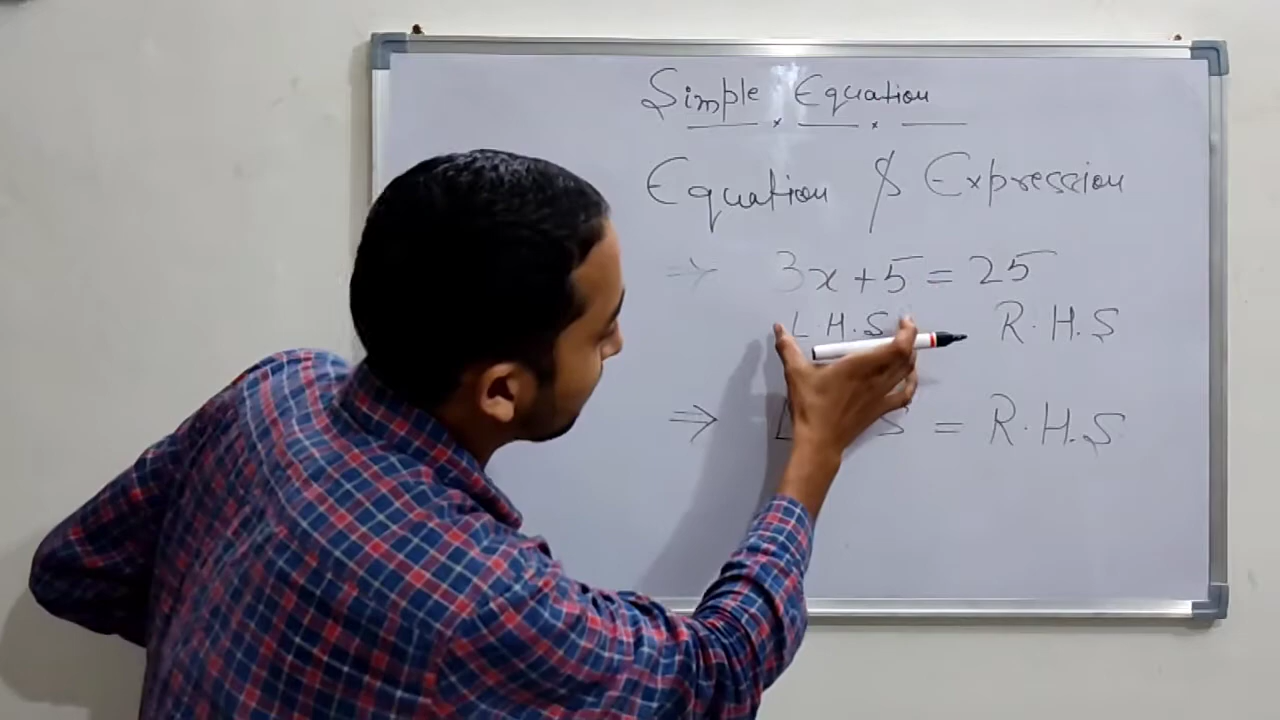 Simple Equation
Equation & Expression
⇒ 3x+5=25
L.H.S R.H.S
⇒ = R.H.S